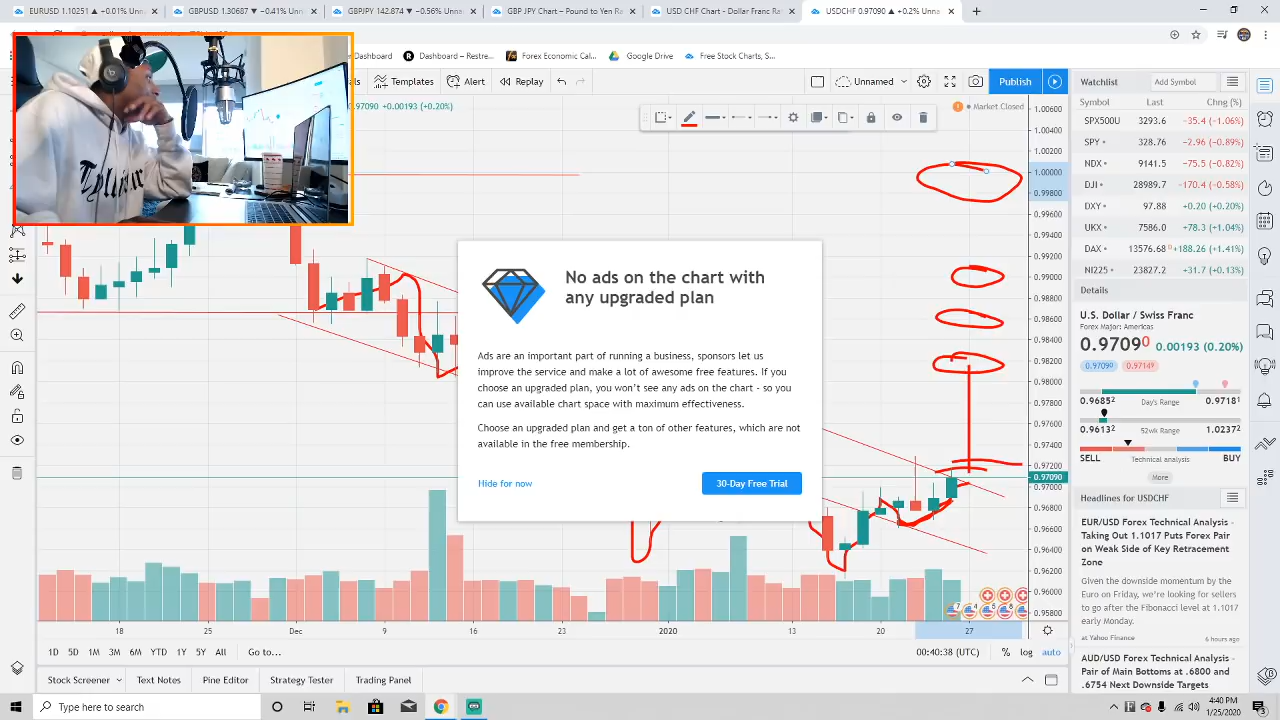 EURUSD 1.10251 ▲ −0.01% Unna
GBPUSD 1.30687 ▼ −0.41% Unn
GBPJPY 142.874 ▼ −0.56% Unn
GBP JPY Chart — Pound to Yen Ra
USD CHF Chart – Dollar Franc Ra
USDCHF 0.97090 ▲ +0.2% Unna
Dashboard
Dashboard – Restre...
Forex Economic Cal...
Google Drive
Free Stock Charts, S...
Templates
Alert
Replay
Unnamed
Publish
.97090 +0.00193 (+0.20%)
Market Closed
Watchlist
Add Symbol
Symbol Last Chng (%)
SPX500U 3293.6 −35.4 (−1.06%)
SPY 328.76 −2.96 (−0.89%)
NDX 9141.5 −75.5 (−0.82%)
DJI 28989.7 −170.4 (−0.58%)
DXY 97.88 +0.20 (+0.20%)
UKX 7586.0 +78.3 (+1.04%)
DAX 13576.68 +188.26 (+1.41%)
NI225 23827.2 +31.7 (+0.13%)
Details
U.S. Dollar / Swiss Franc
Forex Major: Americas
0.97090 0.00193 (0.20%)
0.97090 0.97149
0.96852 Day's Range 0.97181
0.96132 52wk Range 1.02372
SELL Technical analysis BUY
More
Headlines for USDCHF
EUR/USD Forex Technical Analysis -
Taking Out 1.1017 Puts Forex Pair
on Weak Side of Key Retracement
Zone
Given the downside momentum by the
Euro on Friday, we're looking for sellers
to go after the Fibonacci level at 1.1017
early Monday.
at Yahoo Finance 6 hours ago
AUD/USD Forex Technical Analysis -
Pair of Main Bottoms at .6800 and
.6754 Next Downside Targets
1.00600
1.00400
1.00200
1.00000
0.99800
0.99600
0.99400
0.99200
0.99000
0.98800
0.98600
0.98400
0.98200
0.98000
0.97800
0.97600
0.97400
0.97200
0.97090
0.97000
0.96800
0.96600
0.96400
0.96200
0.96000
0.95800
No ads on the chart with
any upgraded plan
Ads are an important part of running a business, sponsors let us
improve the service and make a lot of awesome free features. If you
choose an upgraded plan, you won't see any ads on the chart - so you
can use available chart space with maximum effectiveness.
Choose an upgraded plan and get a ton of other features, which are not
available in the free membership.
Hide for now
30-Day Free Trial
18 25 Dec 9 16 23 2020 13 20 27
1D 5D 1M 3M 6M YTD 1Y 5Y All Go to...
00:40:38 (UTC) % log auto
Stock Screener Text Notes Pine Editor Strategy Tester Trading Panel
Type here to search
4:40 PM
1/25/2020